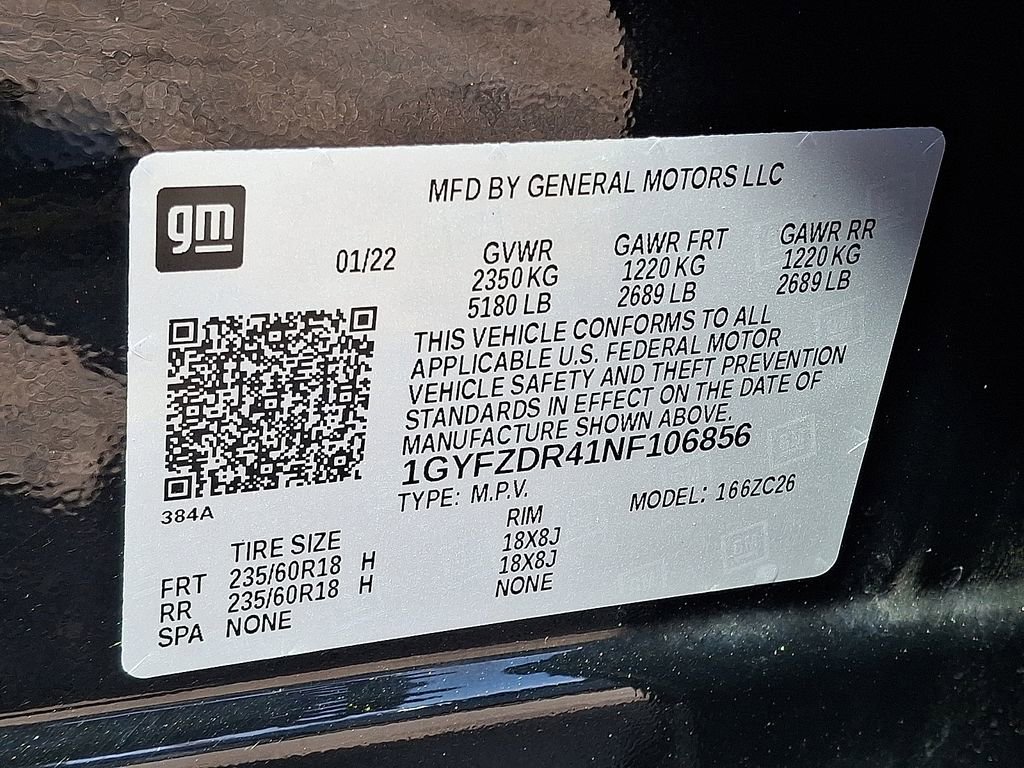 gm
MFD BY GENERAL MOTORS LLC
01/22
GVWR GAWR FRT GAWR RR
2350 KG 1220 KG 1220 KG
5180 LB 2689 LB 2689 LB
THIS VEHICLE CONFORMS TO ALL
APPLICABLE U.S. FEDERAL MOTOR
VEHICLE SAFETY AND THEFT PREVENTION
STANDARDS IN EFFECT ON THE DATE OF
MANUFACTURE SHOWN ABOVE.
1GYFZDR41NF106856
TYPE: M.P.V. MODEL: 166ZC26
384A
TIRE SIZE RIM
FRT 235/60R18 H 18X8J
RR 235/60R18 H 18X8J
SPA NONE NONE